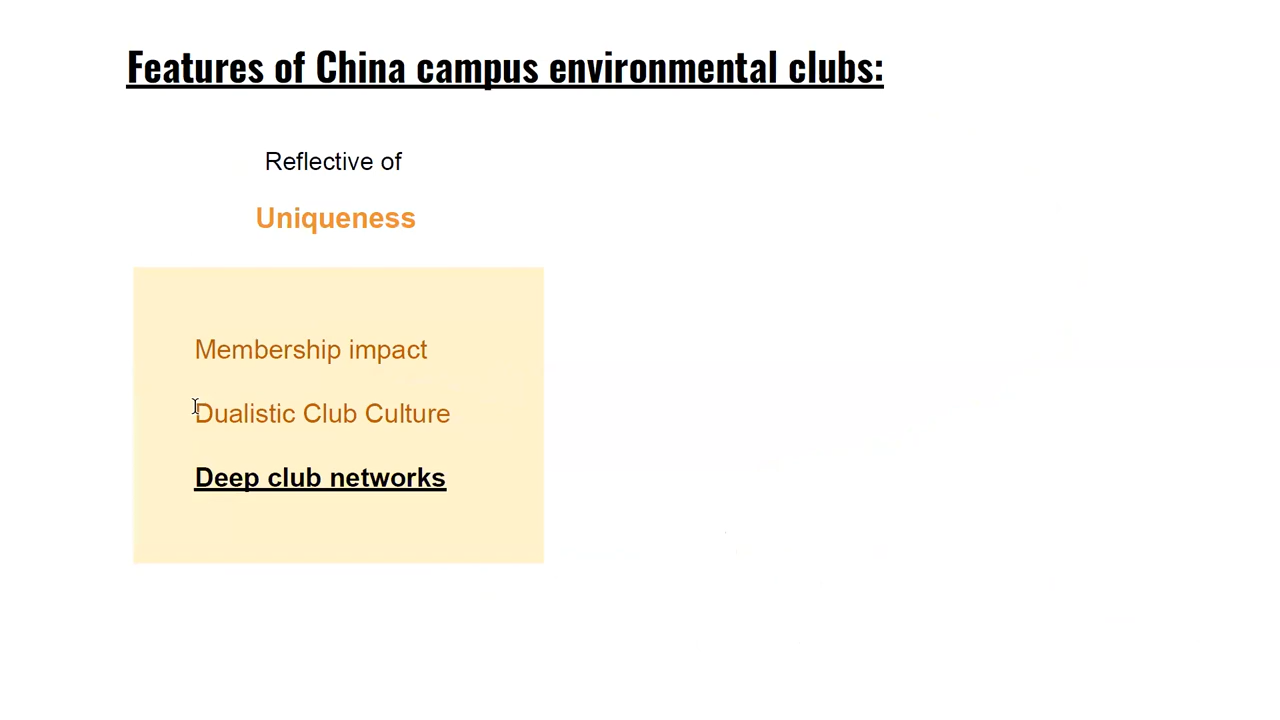 Features of China campus environmental clubs:
Reflective of
Uniqueness
Membership impact
Dualistic Club Culture
Deep club networks